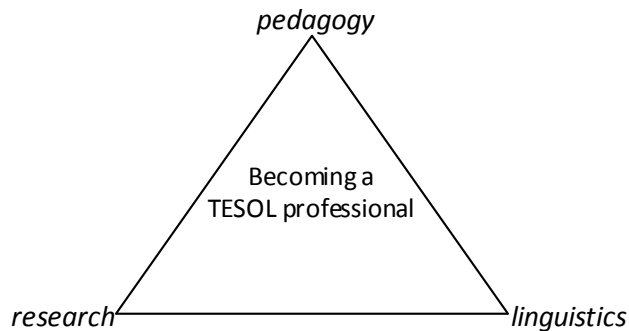 pedagogy
Becoming a
TESOL professional
research
linguistics